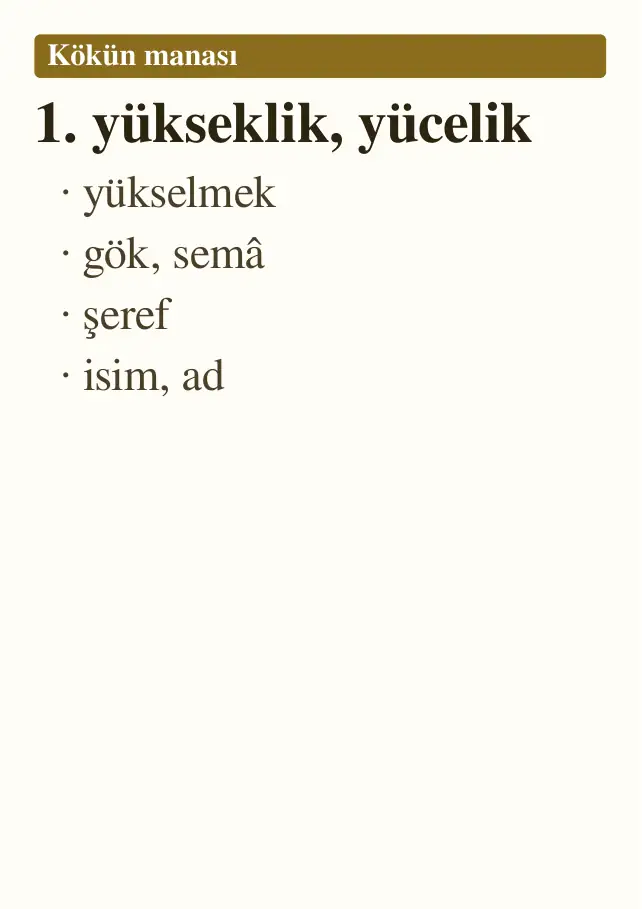 Kökün manası
1. yükseklik, yücelik
· yükselmek
· gök, semâ
· şeref
· isim, ad